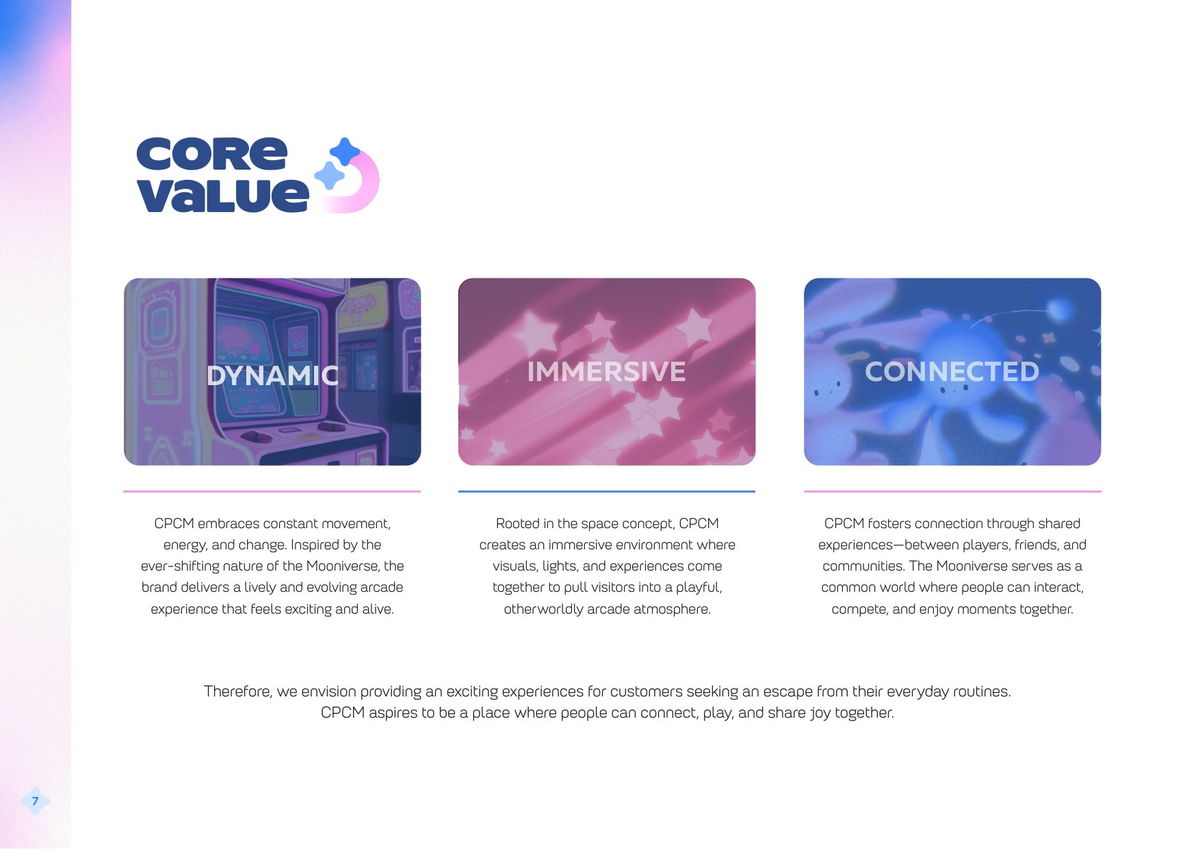 CORe
VaLUe
DYNAMIC
IMMERSIVE
CONNECTED
CPCM embraces constant movement,
energy, and change. Inspired by the
ever-shifting nature of the Mooniverse, the
brand delivers a lively and evolving arcade
experience that feels exciting and alive.
Rooted in the space concept, CPCM
creates an immersive environment where
visuals, lights, and experiences come
together to pull visitors into a playful,
otherworldly arcade atmosphere.
CPCM fosters connection through shared
experiences—between players, friends, and
communities. The Mooniverse serves as a
common world where people can interact,
compete, and enjoy moments together.
Therefore, we envision providing an exciting experiences for customers seeking an escape from their everyday routines.
CPCM aspires to be a place where people can connect, play, and share joy together.
7